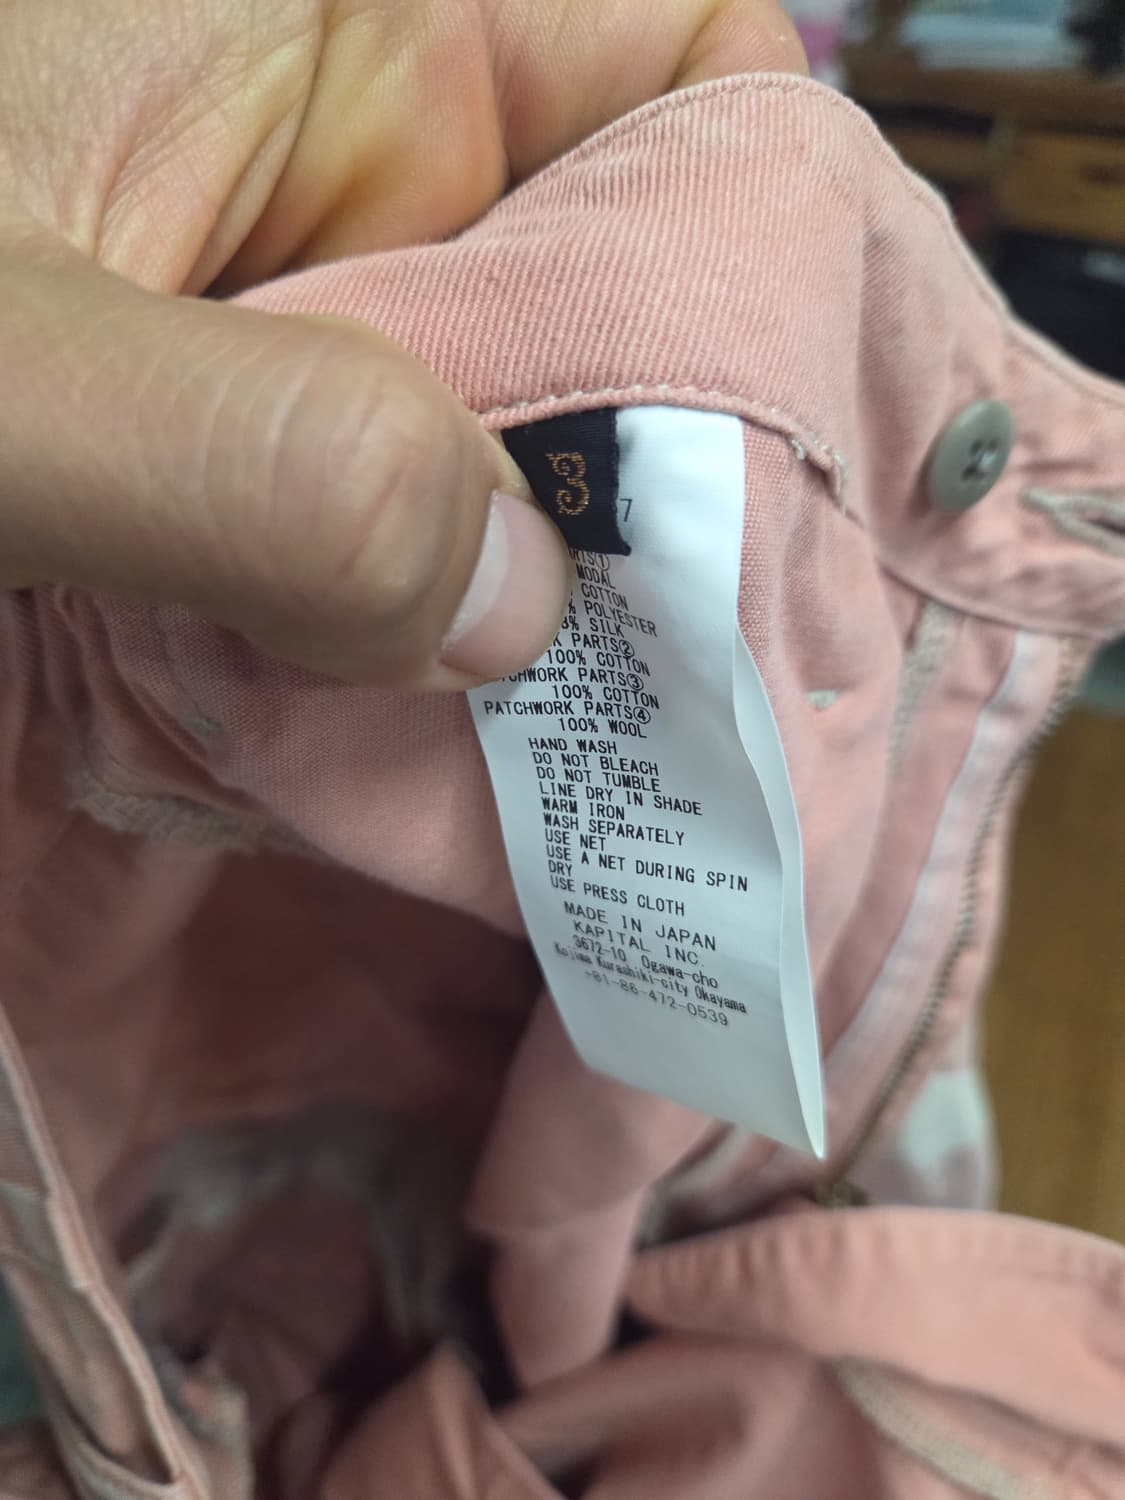 3
7
MODAL
COTTON
% POLYESTER
% SILK
PARTS②
100% COTTON
PARTS③
100% COTTON
PATCHWORK PARTS④
100% WOOL
HAND WASH
DO NOT BLEACH
DO NOT TUMBLE
LINE DRY IN SHADE
WARM IRON
WASH SEPARATELY
USE NET
USE A NET DURING SPIN
DRY
USE PRESS CLOTH
MADE IN JAPAN
KAPITAL INC.
3672-10 Ogawa-cho
Kojima Kurashiki-city Okayama
+81-86-472-0539